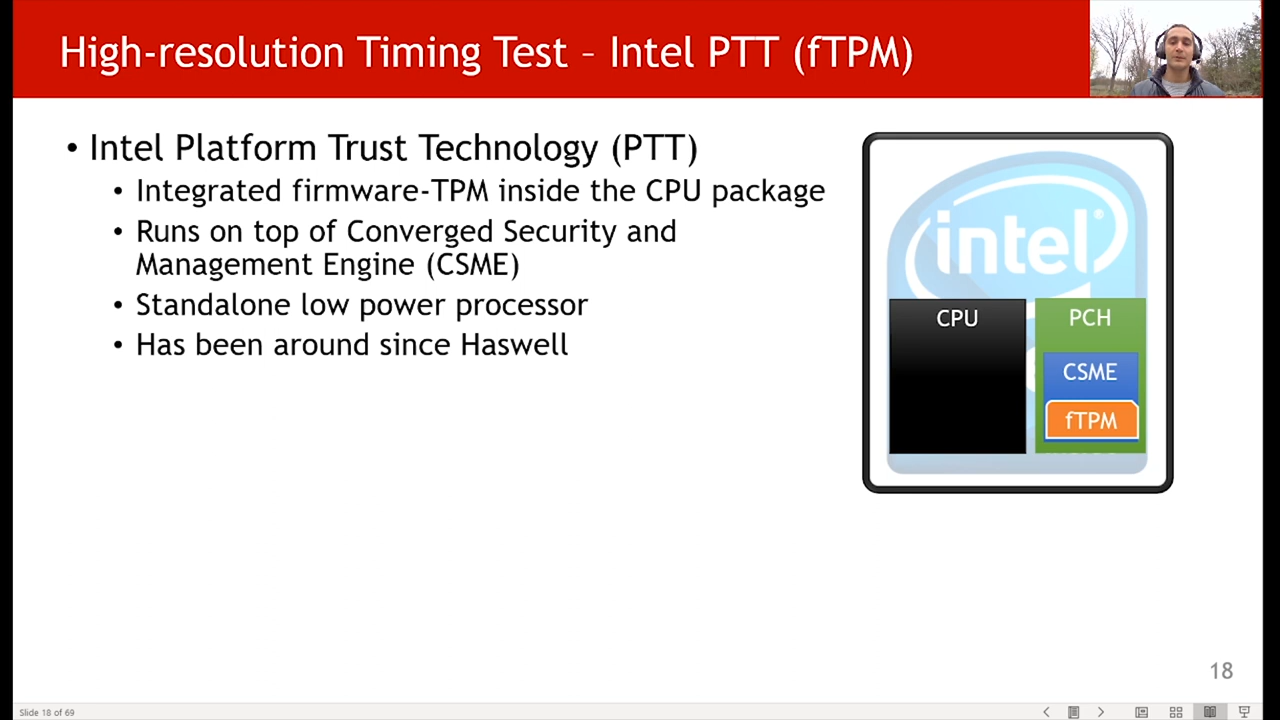 High-resolution Timing Test – Intel PTT (fTPM)
• Intel Platform Trust Technology (PTT)
• Integrated firmware-TPM inside the CPU package
• Runs on top of Converged Security and
Management Engine (CSME)
• Standalone low power processor
• Has been around since Haswell
intel®
CPU
PCH
CSME
fTPM
18
Slide 18 of 69